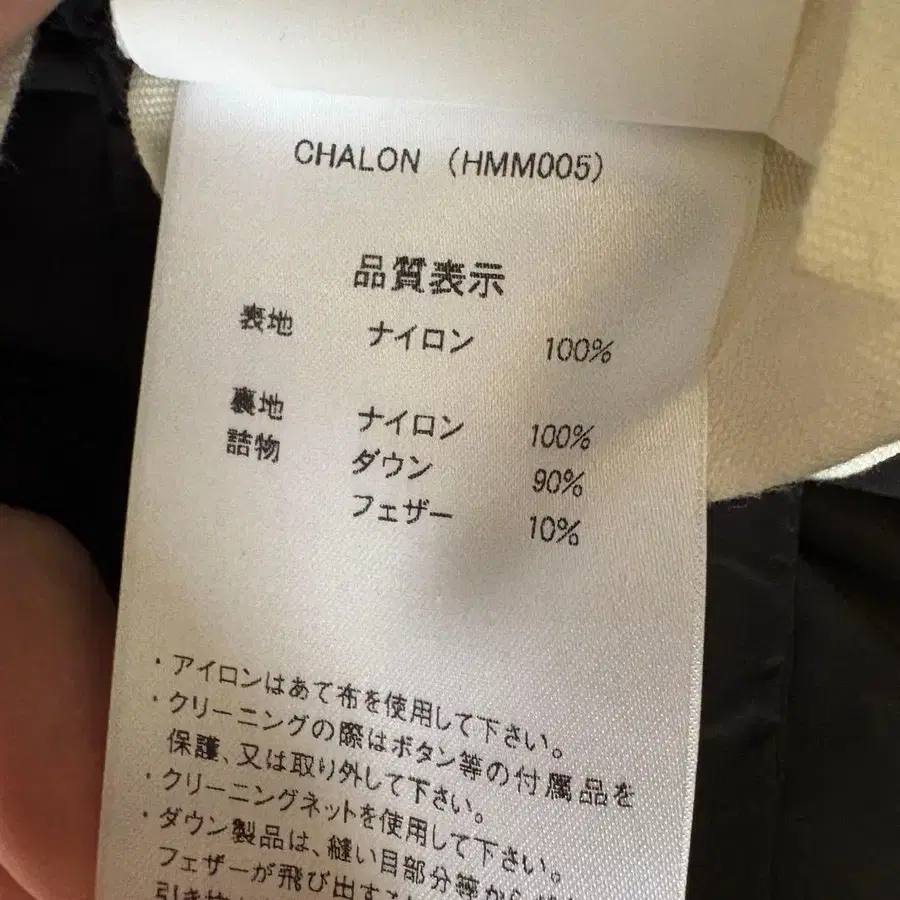 CHALON (HMM005)
品質表示
表地 ナイロン 100%
裏地 ナイロン 100%
詰物 ダウン 90%
フェザー 10%
・アイロンはあて布を使用して下さい。
・クリーニングの際はボタン等の付属品を
保護、又は取り外して下さい。
・クリーニングネットを使用して下さい。
・ダウン製品は、縫い目部分等から
フェザーが飛び出す
引き